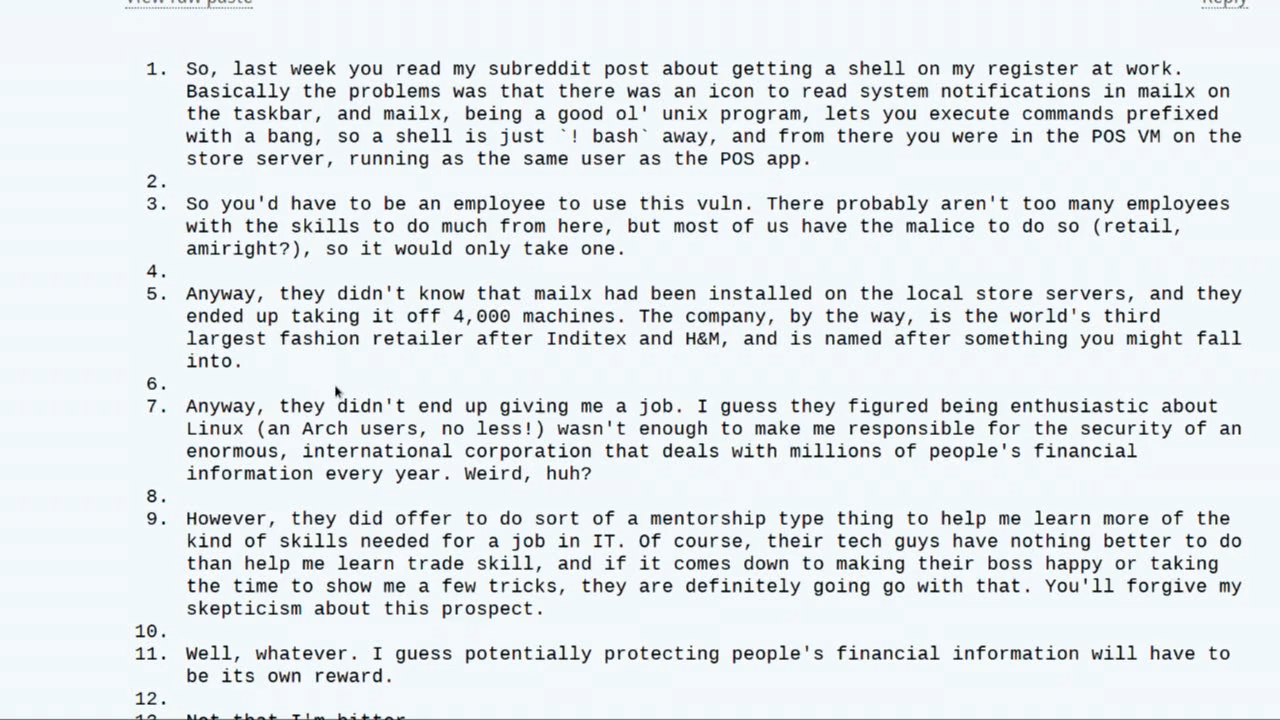 View raw paste
Reply
1. So, last week you read my subreddit post about getting a shell on my register at work.
Basically the problems was that there was an icon to read system notifications in mailx on
the taskbar, and mailx, being a good ol' unix program, lets you execute commands prefixed
with a bang, so a shell is just `! bash` away, and from there you were in the POS VM on the
store server, running as the same user as the POS app.
2.
3. So you'd have to be an employee to use this vuln. There probably aren't too many employees
with the skills to do much from here, but most of us have the malice to do so (retail,
amiright?), so it would only take one.
4.
5. Anyway, they didn't know that mailx had been installed on the local store servers, and they
ended up taking it off 4,000 machines. The company, by the way, is the world's third
largest fashion retailer after Inditex and H&M, and is named after something you might fall
into.
6.
7. Anyway, they didn't end up giving me a job. I guess they figured being enthusiastic about
Linux (an Arch users, no less!) wasn't enough to make me responsible for the security of an
enormous, international corporation that deals with millions of people's financial
information every year. Weird, huh?
8.
9. However, they did offer to do sort of a mentorship type thing to help me learn more of the
kind of skills needed for a job in IT. Of course, their tech guys have nothing better to do
than help me learn trade skill, and if it comes down to making their boss happy or taking
the time to show me a few tricks, they are definitely going go with that. You'll forgive my
skepticism about this prospect.
10.
11. Well, whatever. I guess potentially protecting people's financial information will have to
be its own reward.
12.
13. Not that I'm bitter